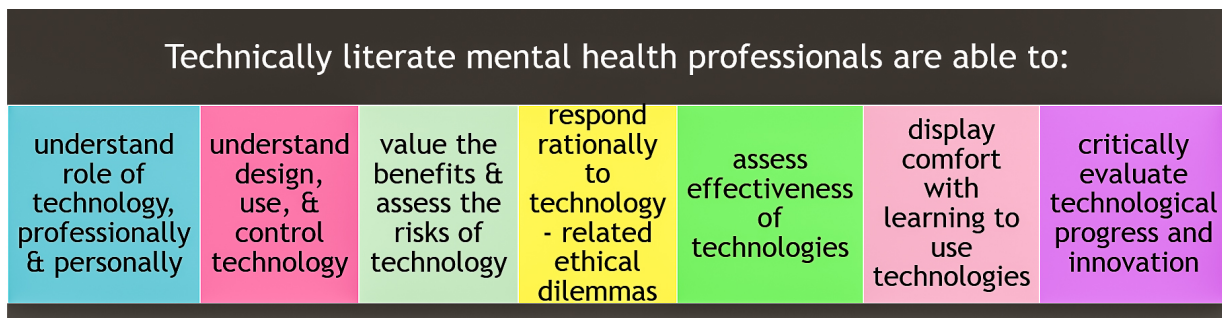 Technically literate mental health professionals are able to:
understand
role of
technology,
professionally
& personally
understand
design,
use, &
control
technology
value the
benefits &
assess the
risks of
technology
respond
rationally
to
technology
- related
ethical
dilemmas
assess
effectiveness
of
technologies
display
comfort
with
learning to
use
technologies
critically
evaluate
technological
progress and
innovation